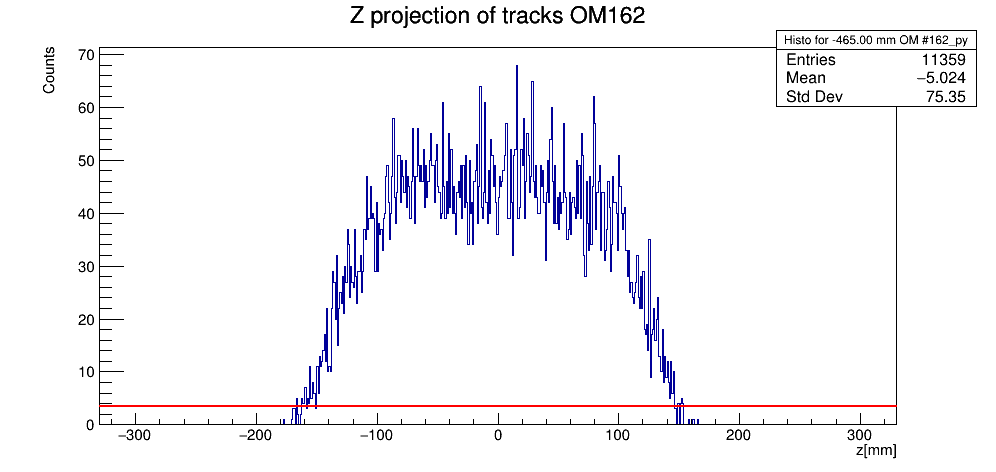 Z projection of tracks OM162
Histo for -465.00 mm OM #162_py
Entries 11359
Mean −5.024
Std Dev 75.35
Counts
70
60
50
40
30
20
10
0
−300 −200 −100 0 100 200 300
z[mm]